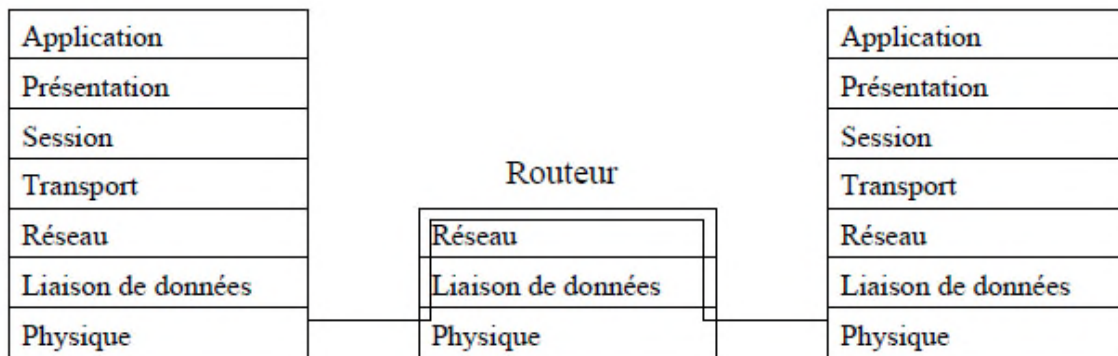 Application
Présentation
Session
Transport
Réseau
Liaison de données
Physique
Routeur
Réseau
Liaison de données
Physique
Application
Présentation
Session
Transport
Réseau
Liaison de données
Physique